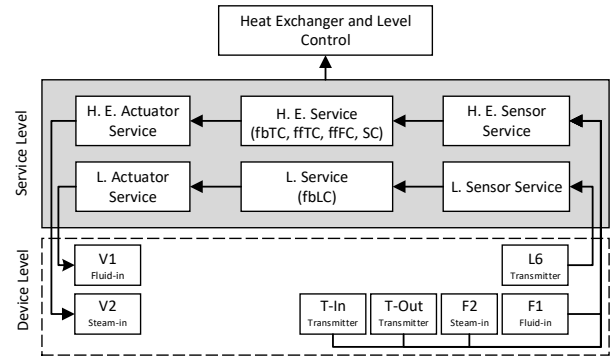 Heat Exchanger and Level
Control
Service Level
H. E. Actuator
Service
H. E. Service
(fbTC, ffTC, ffFC, SC)
H. E. Sensor
Service
L. Actuator
Service
L. Service
(fbLC)
L. Sensor Service
Device Level
V1
Fluid-in
L6
Transmitter
V2
Steam-in
T-In
Transmitter
T-Out
Transmitter
F2
Steam-in
F1
Fluid-in